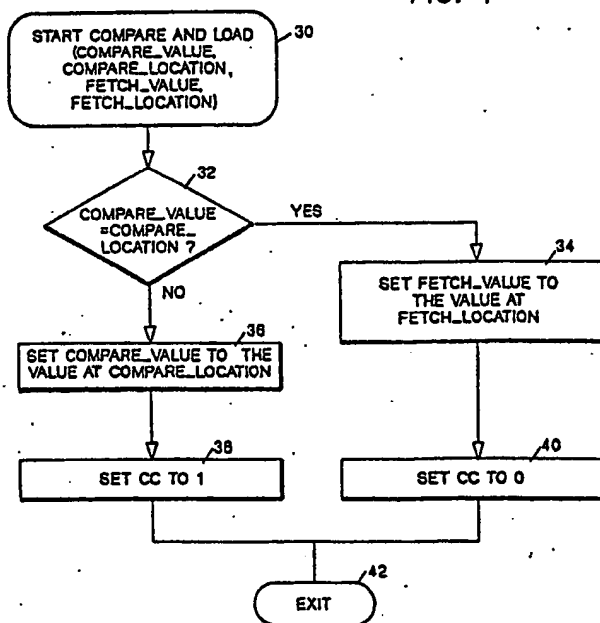 START COMPARE AND LOAD
(COMPARE_VALUE,
COMPARE_LOCATION,
FETCH_VALUE,
FETCH_LOCATION)
30
32
COMPARE_VALUE
=COMPARE_
LOCATION ?
YES
NO
34
SET FETCH_VALUE TO
THE VALUE AT
FETCH_LOCATION
36
SET COMPARE_VALUE TO THE
VALUE AT COMPARE_LOCATION
38
SET CC TO 1
40
SET CC TO 0
42
EXIT